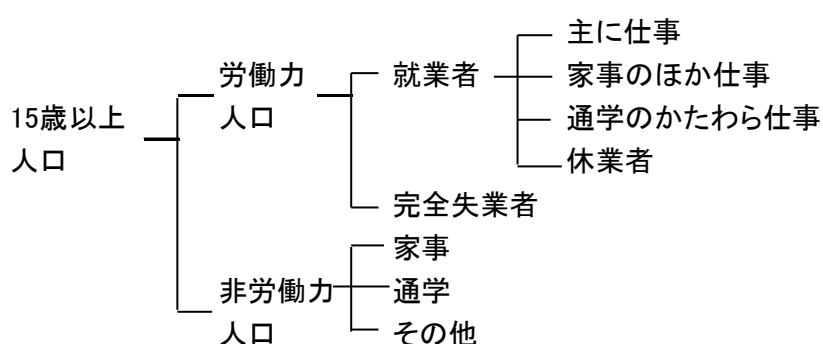 15歳以上
人口
労働力
人口
就業者
主に仕事
家事のほか仕事
通学のかたわら仕事
休業者
完全失業者
非労働力
人口
家事
通学
その他